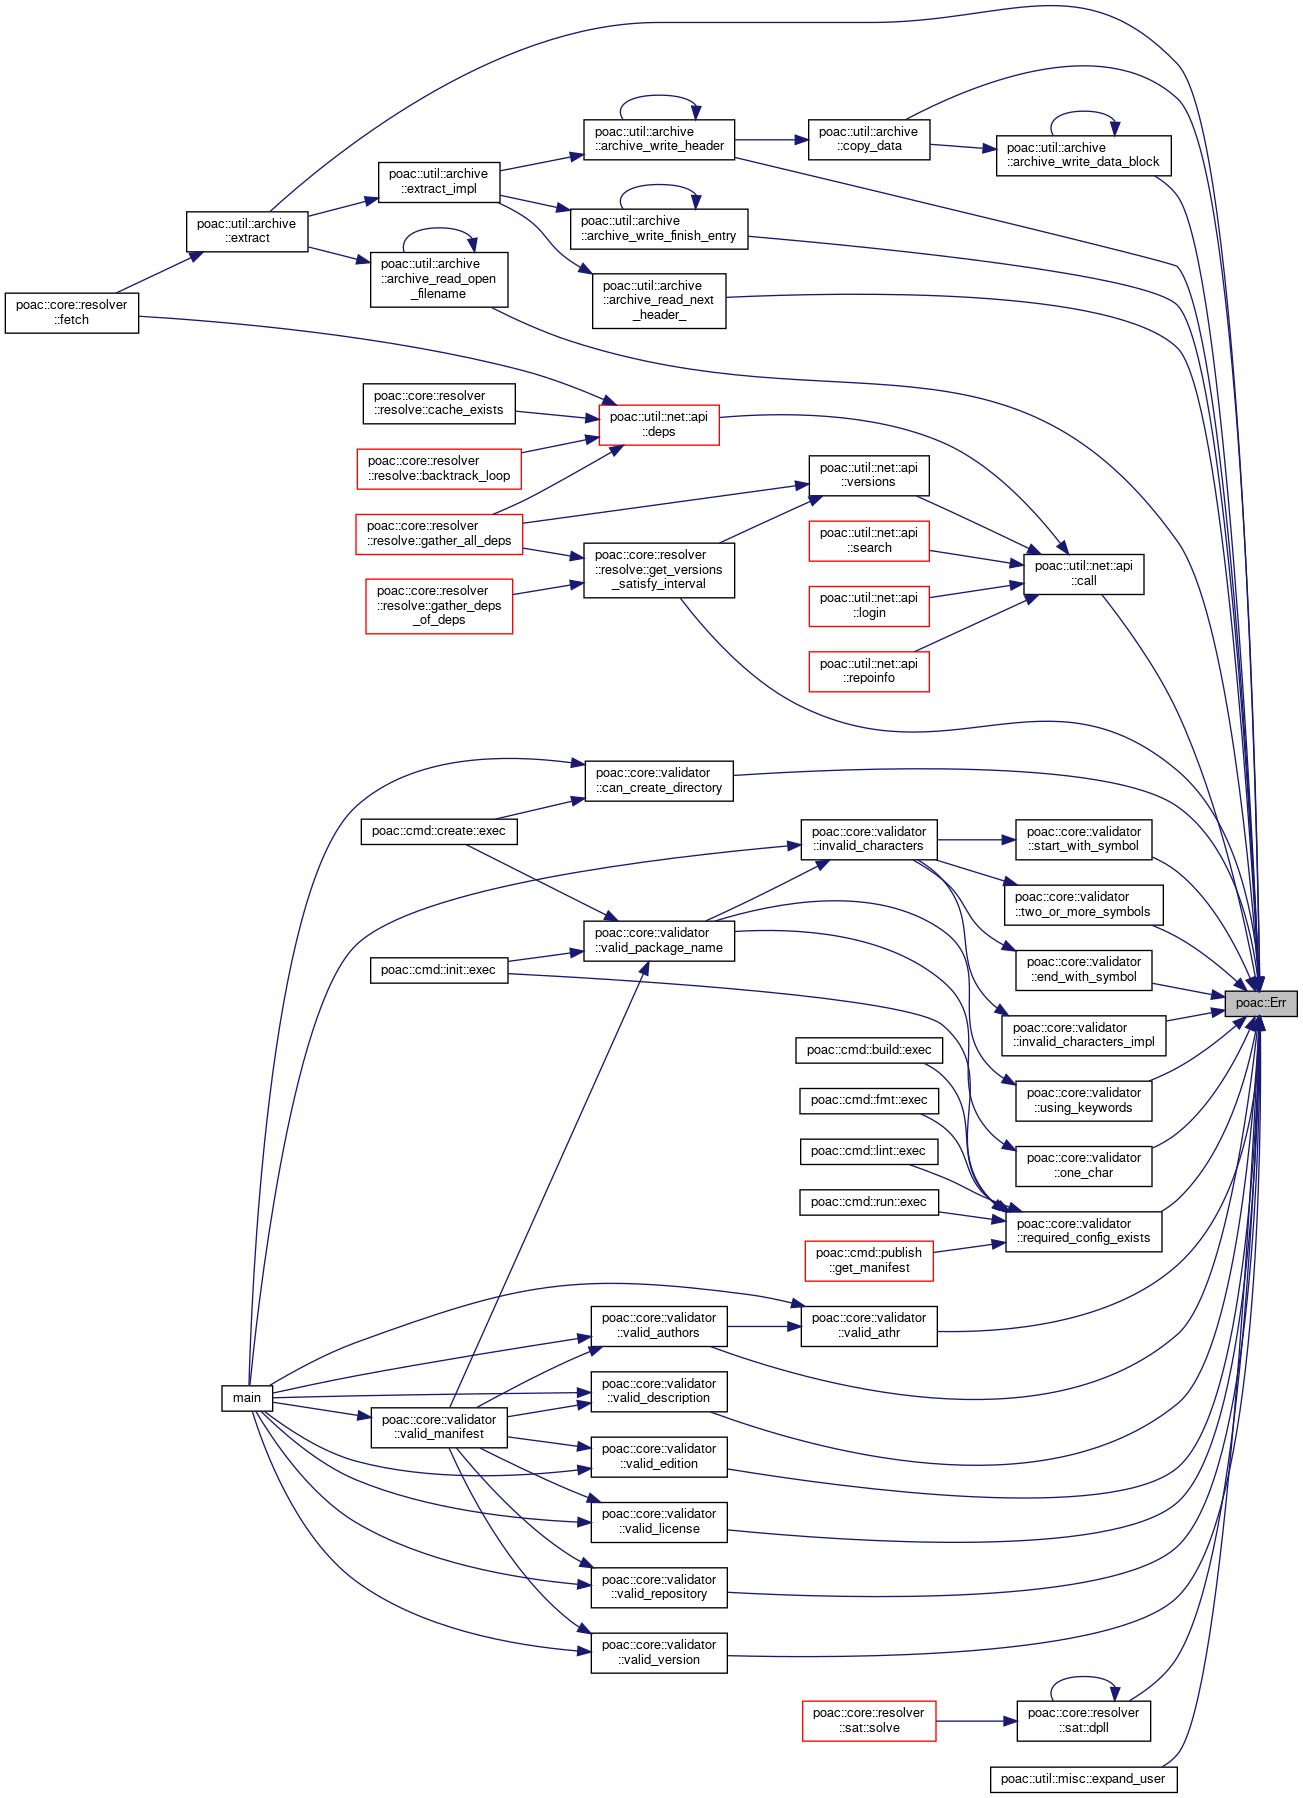 poac::util::archive
::archive_write_header
poac::util::archive
::copy_data
poac::util::archive
::archive_write_data_block
poac::util::archive
::extract_impl
poac::util::archive
::extract
poac::util::archive
::archive_write_finish_entry
poac::util::archive
::archive_read_open
_filename
poac::util::archive
::archive_read_next
_header_
poac::core::resolver
::fetch
poac::core::resolver
::resolve::cache_exists
poac::util::net::api
::deps
poac::core::resolver
::resolve::backtrack_loop
poac::util::net::api
::versions
poac::core::resolver
::resolve::gather_all_deps
poac::util::net::api
::search
poac::core::resolver
::resolve::get_versions
_satisfy_interval
poac::util::net::api
::call
poac::core::resolver
::resolve::gather_deps
_of_deps
poac::util::net::api
::login
poac::util::net::api
::repoinfo
poac::core::validator
::can_create_directory
poac::cmd::create::exec
poac::core::validator
::invalid_characters
poac::core::validator
::start_with_symbol
poac::core::validator
::two_or_more_symbols
poac::core::validator
::valid_package_name
poac::cmd::init::exec
poac::core::validator
::end_with_symbol
poac::Err
poac::core::validator
::invalid_characters_impl
poac::cmd::build::exec
poac::core::validator
::using_keywords
poac::cmd::fmt::exec
poac::cmd::lint::exec
poac::core::validator
::one_char
poac::cmd::run::exec
poac::core::validator
::required_config_exists
poac::cmd::publish
::get_manifest
poac::core::validator
::valid_authors
poac::core::validator
::valid_athr
main
poac::core::validator
::valid_description
poac::core::validator
::valid_manifest
poac::core::validator
::valid_edition
poac::core::validator
::valid_license
poac::core::validator
::valid_repository
poac::core::validator
::valid_version
poac::core::resolver
::sat::solve
poac::core::resolver
::sat::dpll
poac::util::misc::expand_user